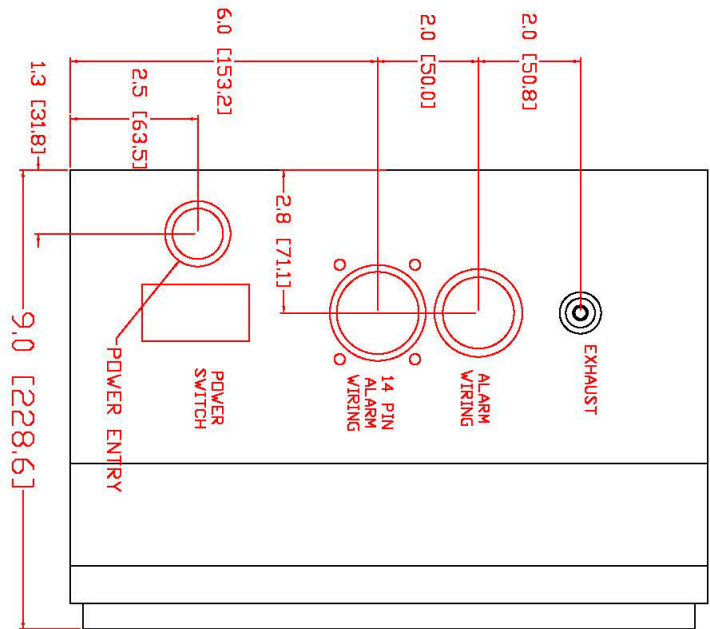 6.0 [153.2]
2.0 [50.0]
2.0 [50.8]
1.3 [31.8]
2.5 [63.5]
2.8 [71.1]
9.0 [228.6]
POWER ENTRY
POWER
SWITCH
14 PIN
ALARM
WIRING
ALARM
WIRING
EXHAUST